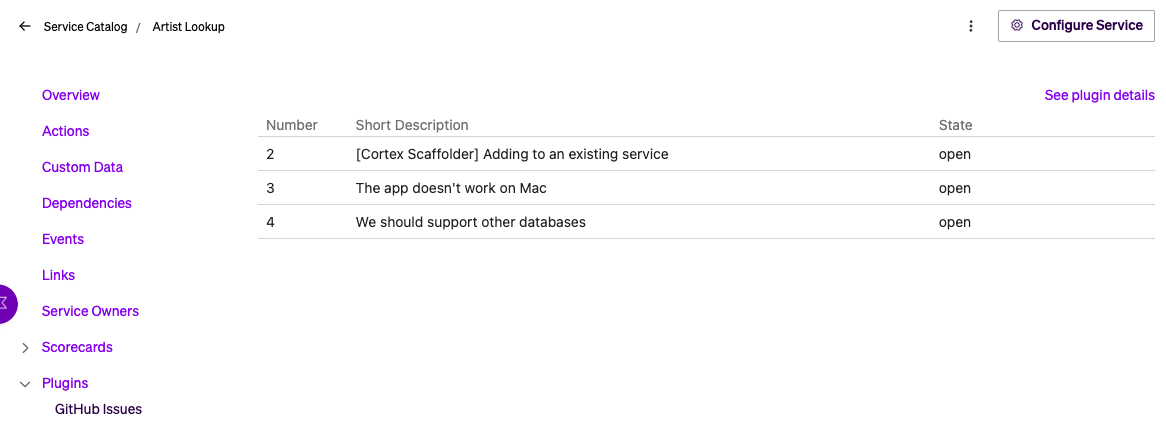 Service Catalog / Artist Lookup
Configure Service
Overview
Actions
Custom Data
Dependencies
Events
Links
Service Owners
Scorecards
Plugins
GitHub Issues
See plugin details
Number Short Description State
2 [Cortex Scaffolder] Adding to an existing service open
3 The app doesn't work on Mac open
4 We should support other databases open